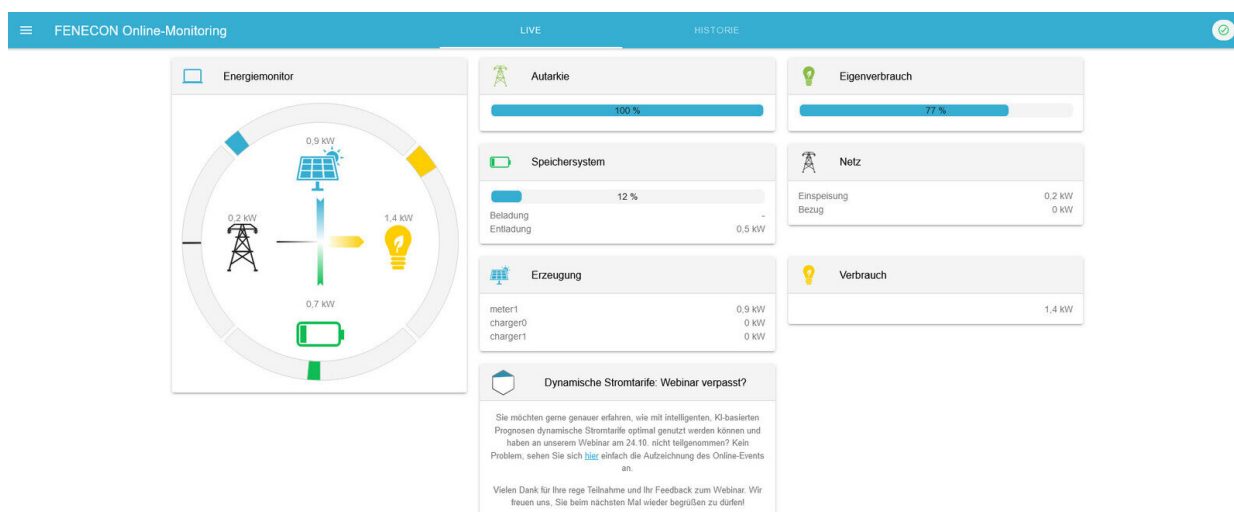 FENECON Online-Monitoring
LIVE
HISTORIE
Energiemonitor
0,9 kW
0,2 kW
1,4 kW
0,7 kW
Autarkie
100 %
Eigenverbrauch
77 %
Speichersystem
12 %
Beladung -
Entladung 0,5 kW
Netz
Einspeisung 0,2 kW
Bezug 0 kW
Erzeugung
meter1 0,9 kW
charger0 0 kW
charger1 0 kW
Verbrauch
1,4 kW
Dynamische Stromtarife: Webinar verpasst?
Sie möchten gerne genauer erfahren, wie mit intelligenten, KI-basierten
Prognosen dynamische Stromtarife optimal genutzt werden können und
haben an unserem Webinar am 24.10. nicht teilgenommen? Kein
Problem, sehen Sie sich hier einfach die Aufzeichnung des Online-Events
an.
Vielen Dank für Ihre rege Teilnahme und Ihr Feedback zum Webinar. Wir
freuen uns, Sie beim nächsten Mal wieder begrüßen zu dürfen!